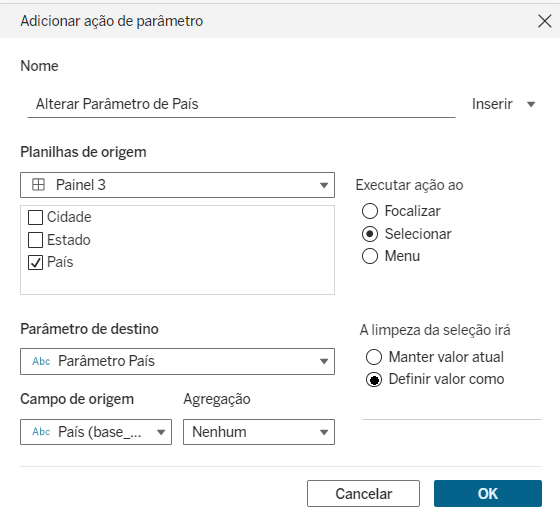 Adicionar ação de parâmetro
Nome
Alterar Parâmetro de País
Inserir
Planilhas de origem
Painel 3
Cidade
Estado
País
Executar ação ao
Focalizar
Selecionar
Menu
Parâmetro de destino
Abc Parâmetro País
A limpeza da seleção irá
Manter valor atual
Definir valor como
Campo de origem
Abc País (base_...
Agregação
Nenhum
Cancelar
OK